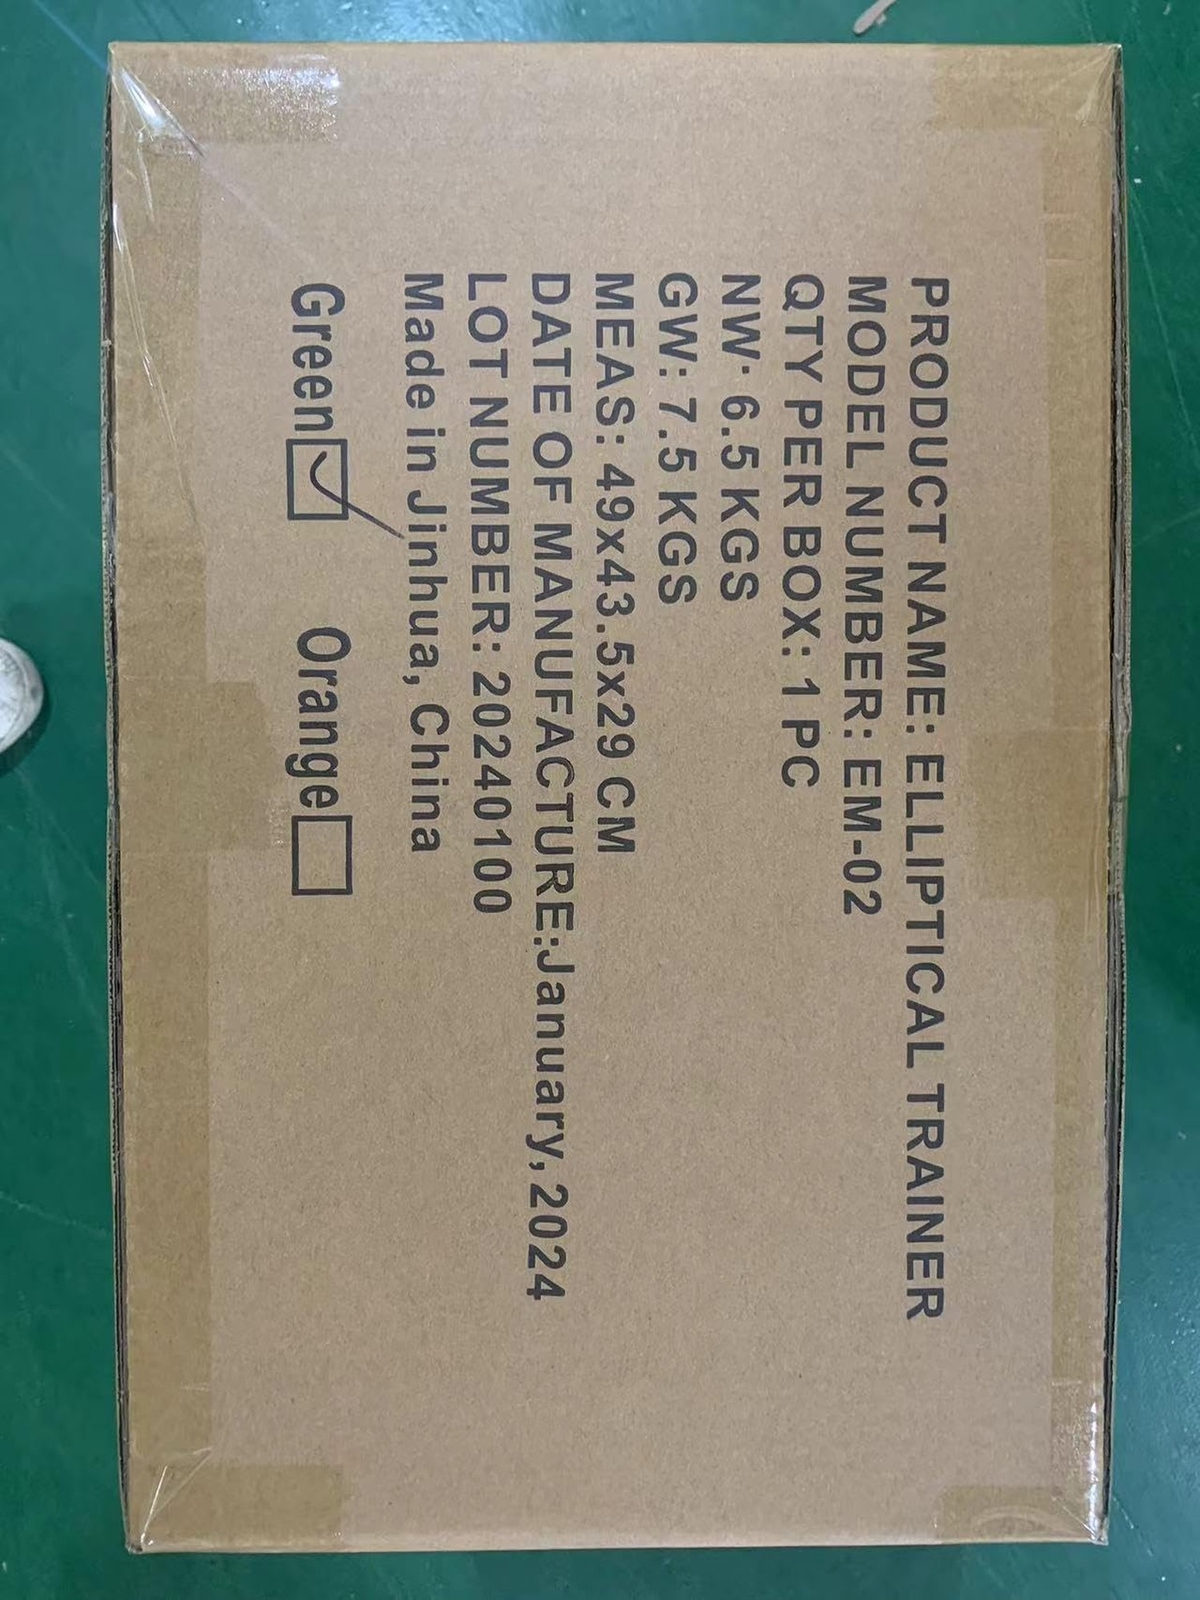 PRODUCT NAME: ELLIPTICAL TRAINER
MODEL NUMBER: EM-02
QTY PER BOX: 1 PC
NW: 6.5 KGS
GW: 7.5 KGS
MEAS: 49x43.5x29 CM
DATE OF MANUFACTURE:January, 2024
LOT NUMBER: 20240100
Made in Jinhua, China
Green☑ Orange☐